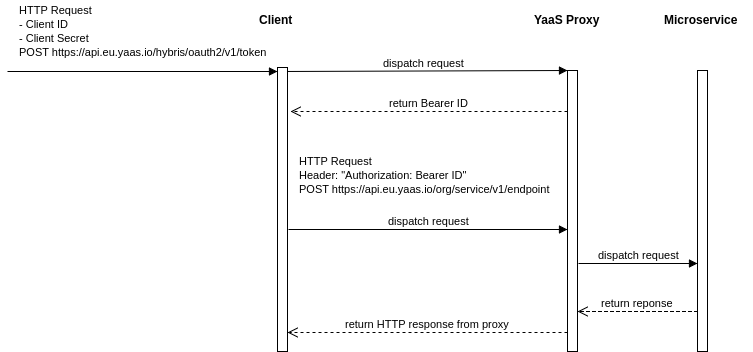 HTTP Request
- Client ID
- Client Secret
POST https://api.eu.yaas.io/hybris/oauth2/v1/token
Client
YaaS Proxy
Microservice
dispatch request
return Bearer ID
HTTP Request
Header: "Authorization: Bearer ID"
POST https://api.eu.yaas.io/org/service/v1/endpoint
dispatch request
dispatch request
return reponse
return HTTP response from proxy